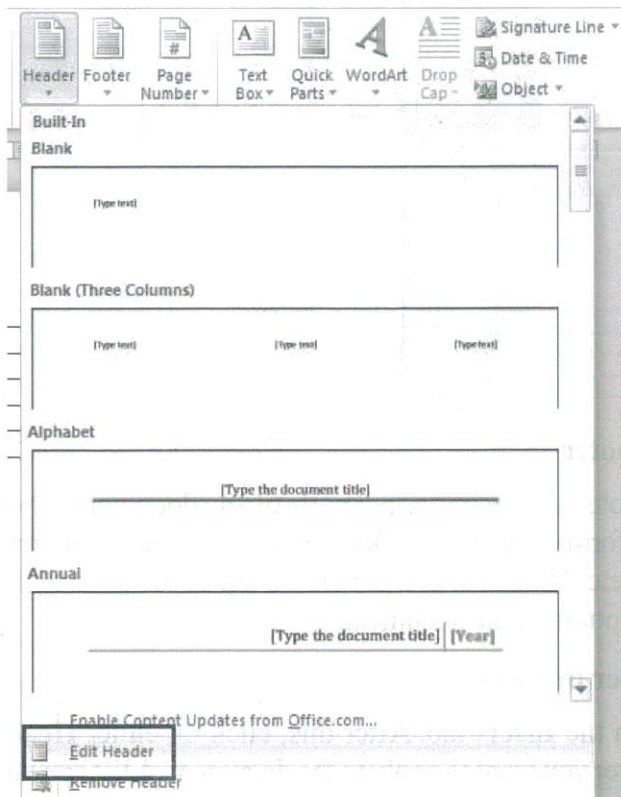 Header Footer Page Number Text Box Quick Parts WordArt Drop Cap Signature Line
Date & Time
Object
Built-In
Blank
[Type text]
Blank (Three Columns)
[Type text] [Type text] [Type text]
Alphabet
[Type the document title]
Annual
[Type the document title] [Year]
Enable Content Updates from Office.com...
Edit Header
Remove Header